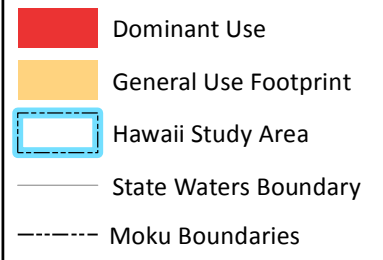 Dominant Use
General Use Footprint
Hawaii Study Area
State Waters Boundary
Moku Boundaries